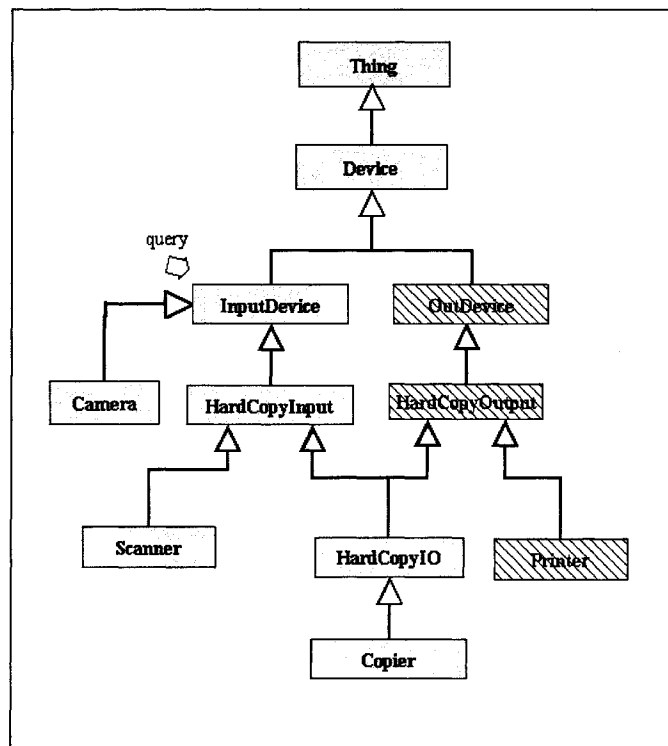 Thing
Device
query
InputDevice
OutDevice
Camera
HardCopyInput
HardCopyOutput
Scanner
HardCopyIO
Printer
Copier